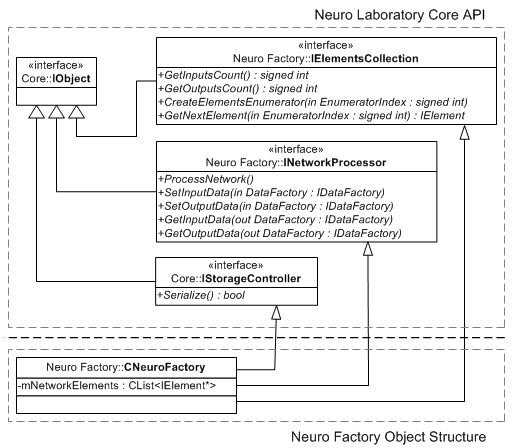 Neuro Laboratory Core API
«interface»
Core::IObject
«interface»
Neuro Factory::IElementsCollection
+GetInputsCount() : signed int
+GetOutputsCount() : signed int
+CreateElementsEnumerator(in EnumeratorIndex : signed int)
+GetNextElement(in EnumeratorIndex : signed int) : IElement
«interface»
Neuro Factory::INetworkProcessor
+ProcessNetwork()
+SetInputData(in DataFactory : IDataFactory)
+SetOutputData(in DataFactory : IDataFactory)
+GetInputData(out DataFactory : IDataFactory)
+GetOutputData(out DataFactory : IDataFactory)
«interface»
Core::IStorageController
+Serialize() : bool
Neuro Factory::CNeuroFactory
-mNetworkElements : CList<IElement*>
Neuro Factory Object Structure